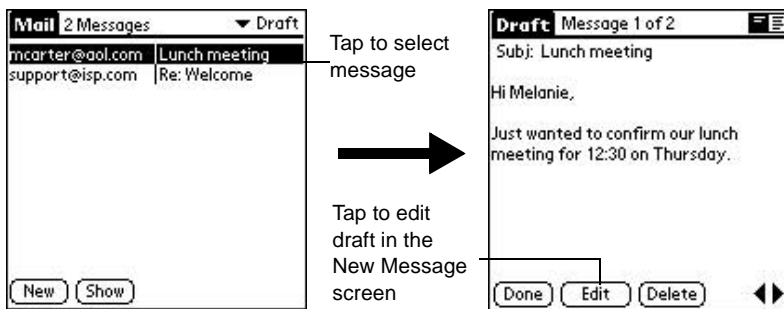 Mail 2 Messages Draft
mcarter@aol.com Lunch meeting
support@isp.com Re: Welcome
New Show
Tap to select
message
Tap to edit
draft in the
New Message
screen
Draft Message 1 of 2
Subj: Lunch meeting
Hi Melanie,
Just wanted to confirm our lunch
meeting for 12:30 on Thursday.
Done Edit Delete